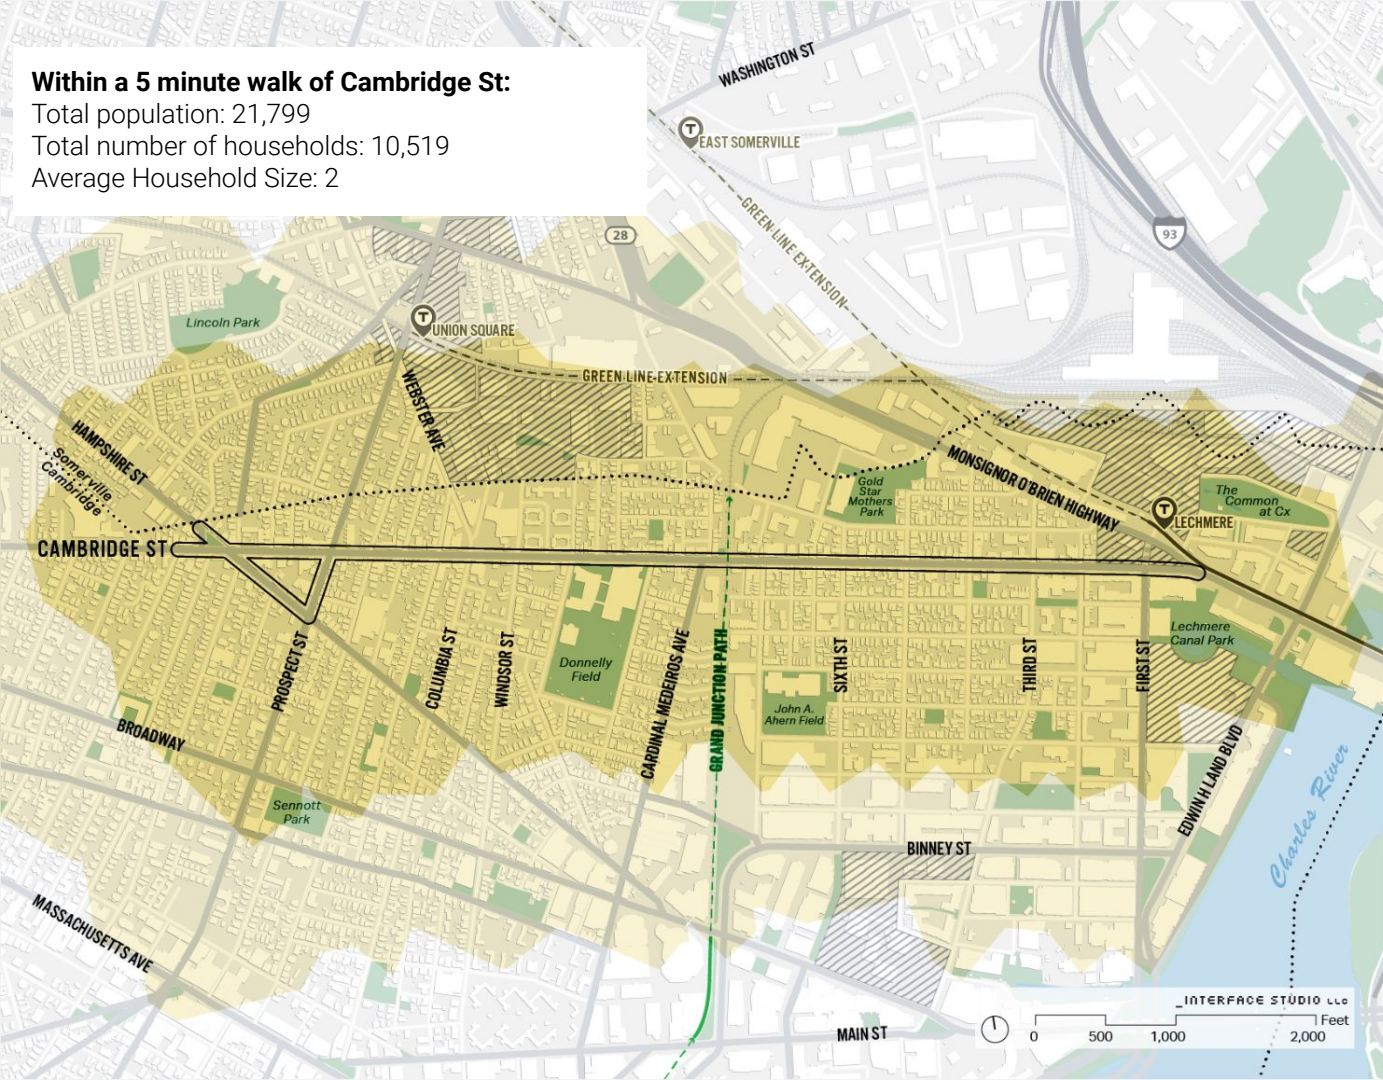 Within a 5 minute walk of Cambridge St:
Total population: 21,799
Total number of households: 10,519
Average Household Size: 2
WASHINGTON ST
EAST SOMERVILLE
T
GREEN LINE EXTENSION
28
93
Lincoln Park
T
UNION SQUARE
GREEN LINE EXTENSION
WEBSTER AVE
HAMPSHIRE ST
Somerville
Cambridge
MONSIGNOR O'BRIEN HIGHWAY
Gold
Star
Mothers
Park
The
Common
at Cx
T
LECHMERE
CAMBRIDGE ST
Lechmere
Canal Park
Donnelly
Field
PROSPECT ST
COLUMBIA ST
WINDSOR ST
CARDINAL MEDEIROS AVE
GRAND JUNCTION PATH
SIXTH ST
THIRD ST
FIRST ST
John A.
Ahern Field
BROADWAY
Sennott
Park
EDWIN H LAND BLVD
Charles River
BINNEY ST
MASSACHUSETTS AVE
MAIN ST
_INTERFACE STUDIO LLC
Feet
0 500 1,000 2,000